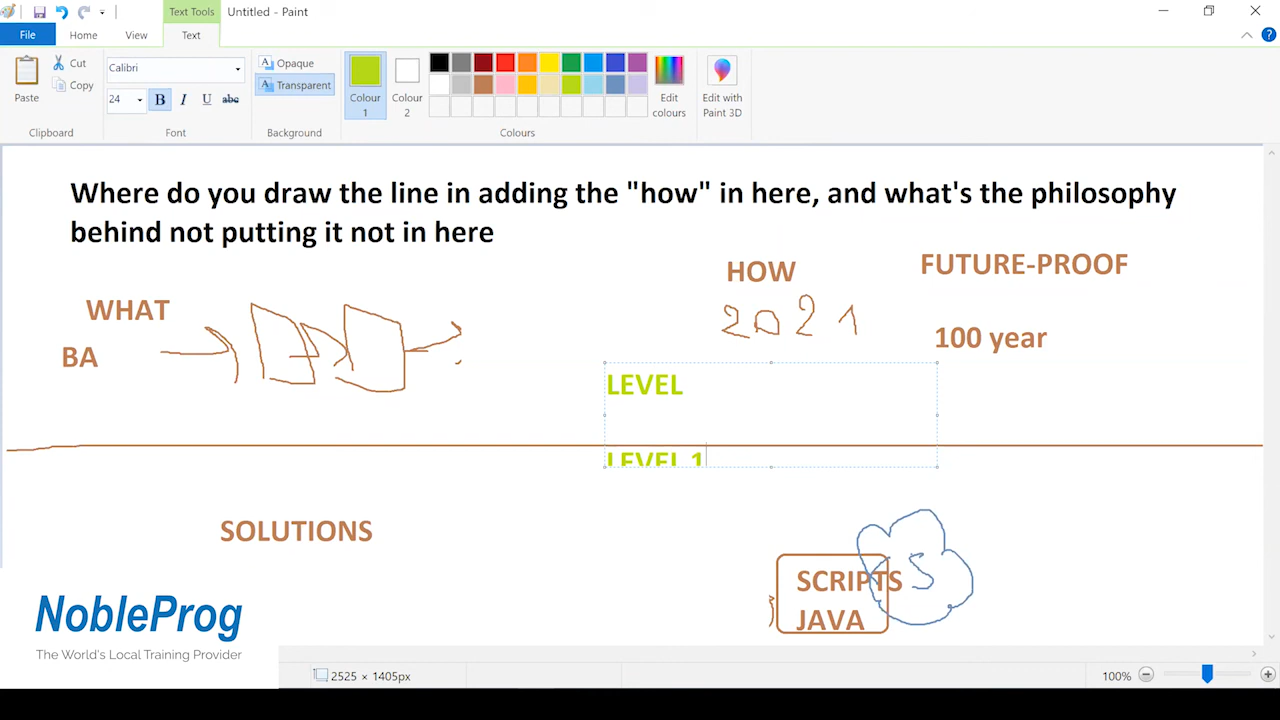 Text Tools
Untitled - Paint
File
Home
View
Text
Paste
Cut
Copy
Clipboard
Calibri
24
B
I
U
abc
Font
Opaque
Transparent
Background
Colour 1
Colour 2
Edit colours
Colours
Edit with Paint 3D
Where do you draw the line in adding the "how" in here, and what's the philosophy
behind not putting it not in here
HOW
FUTURE-PROOF
WHAT
2021
BA
100 year
LEVEL
LEVEL 1
SOLUTIONS
SCRIPTS
S
JAVA
NobleProg
The World's Local Training Provider
2525 × 1405px
100%